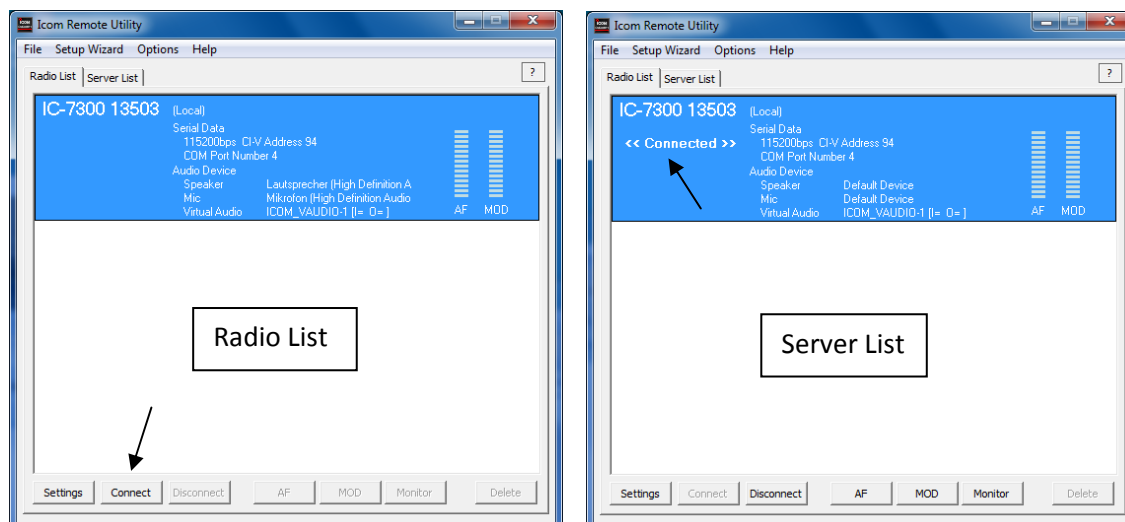 Icom Remote Utility
File Setup Wizard Options Help
Radio List Server List ?
IC-7300 13503 (Local)
Serial Data
115200bps CI-V Address 94
COM Port Number 4
Audio Device
Speaker Lautsprecher (High Definition A
Mic Mikrofon (High Definition Audio
Virtual Audio ICOM_VAUDIO-1 [I= O= ] AF MOD
Radio List
Settings Connect Disconnect AF MOD Monitor Delete
Icom Remote Utility
File Setup Wizard Options Help
Radio List Server List ?
IC-7300 13503 (Local)
Serial Data
<< Connected >> 115200bps CI-V Address 94
COM Port Number 4
Audio Device
Speaker Default Device
Mic Default Device
Virtual Audio ICOM_VAUDIO-1 [I= O= ] AF MOD
Server List
Settings Connect Disconnect AF MOD Monitor Delete